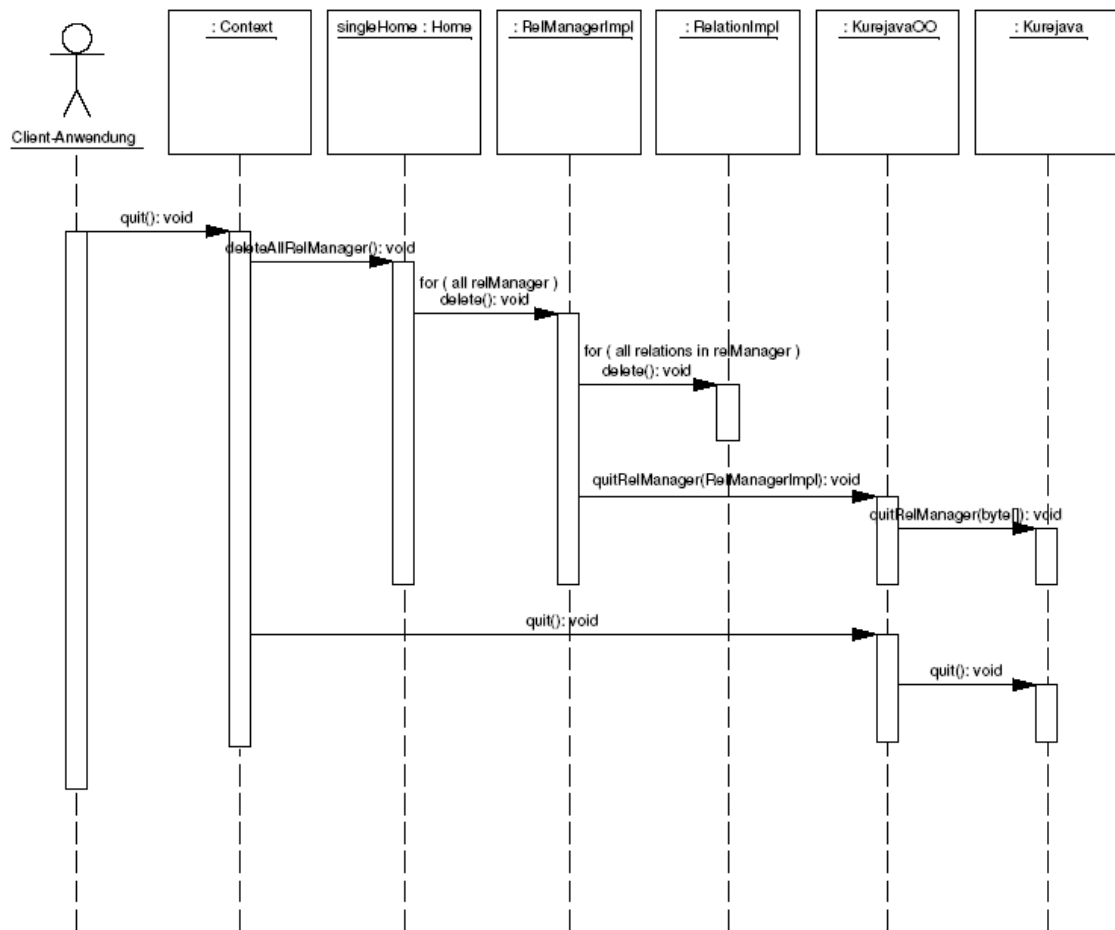 : Context
singleHome : Home
: RelManagerImpl
: RelationImpl
: KurejavaOO
: Kurejava
Client-Anwendung
quit(): void
deleteAllRelManager(): void
for ( all relManager )
delete(): void
for ( all relations in relManager )
delete(): void
quitRelManager(RelManagerImpl): void
quitRelManager(byte[]): void
quit(): void
quit(): void